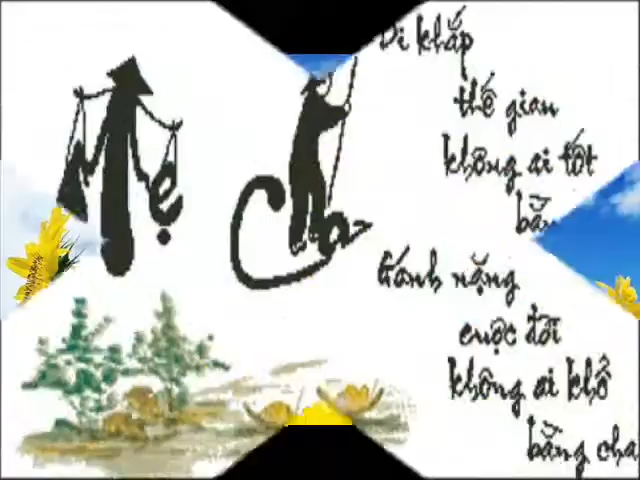 Mẹ Cha
Đi khắp
thế gian
không ai tốt
bằng
Gánh nặng
cuộc đời
không ai khổ
bằng cha